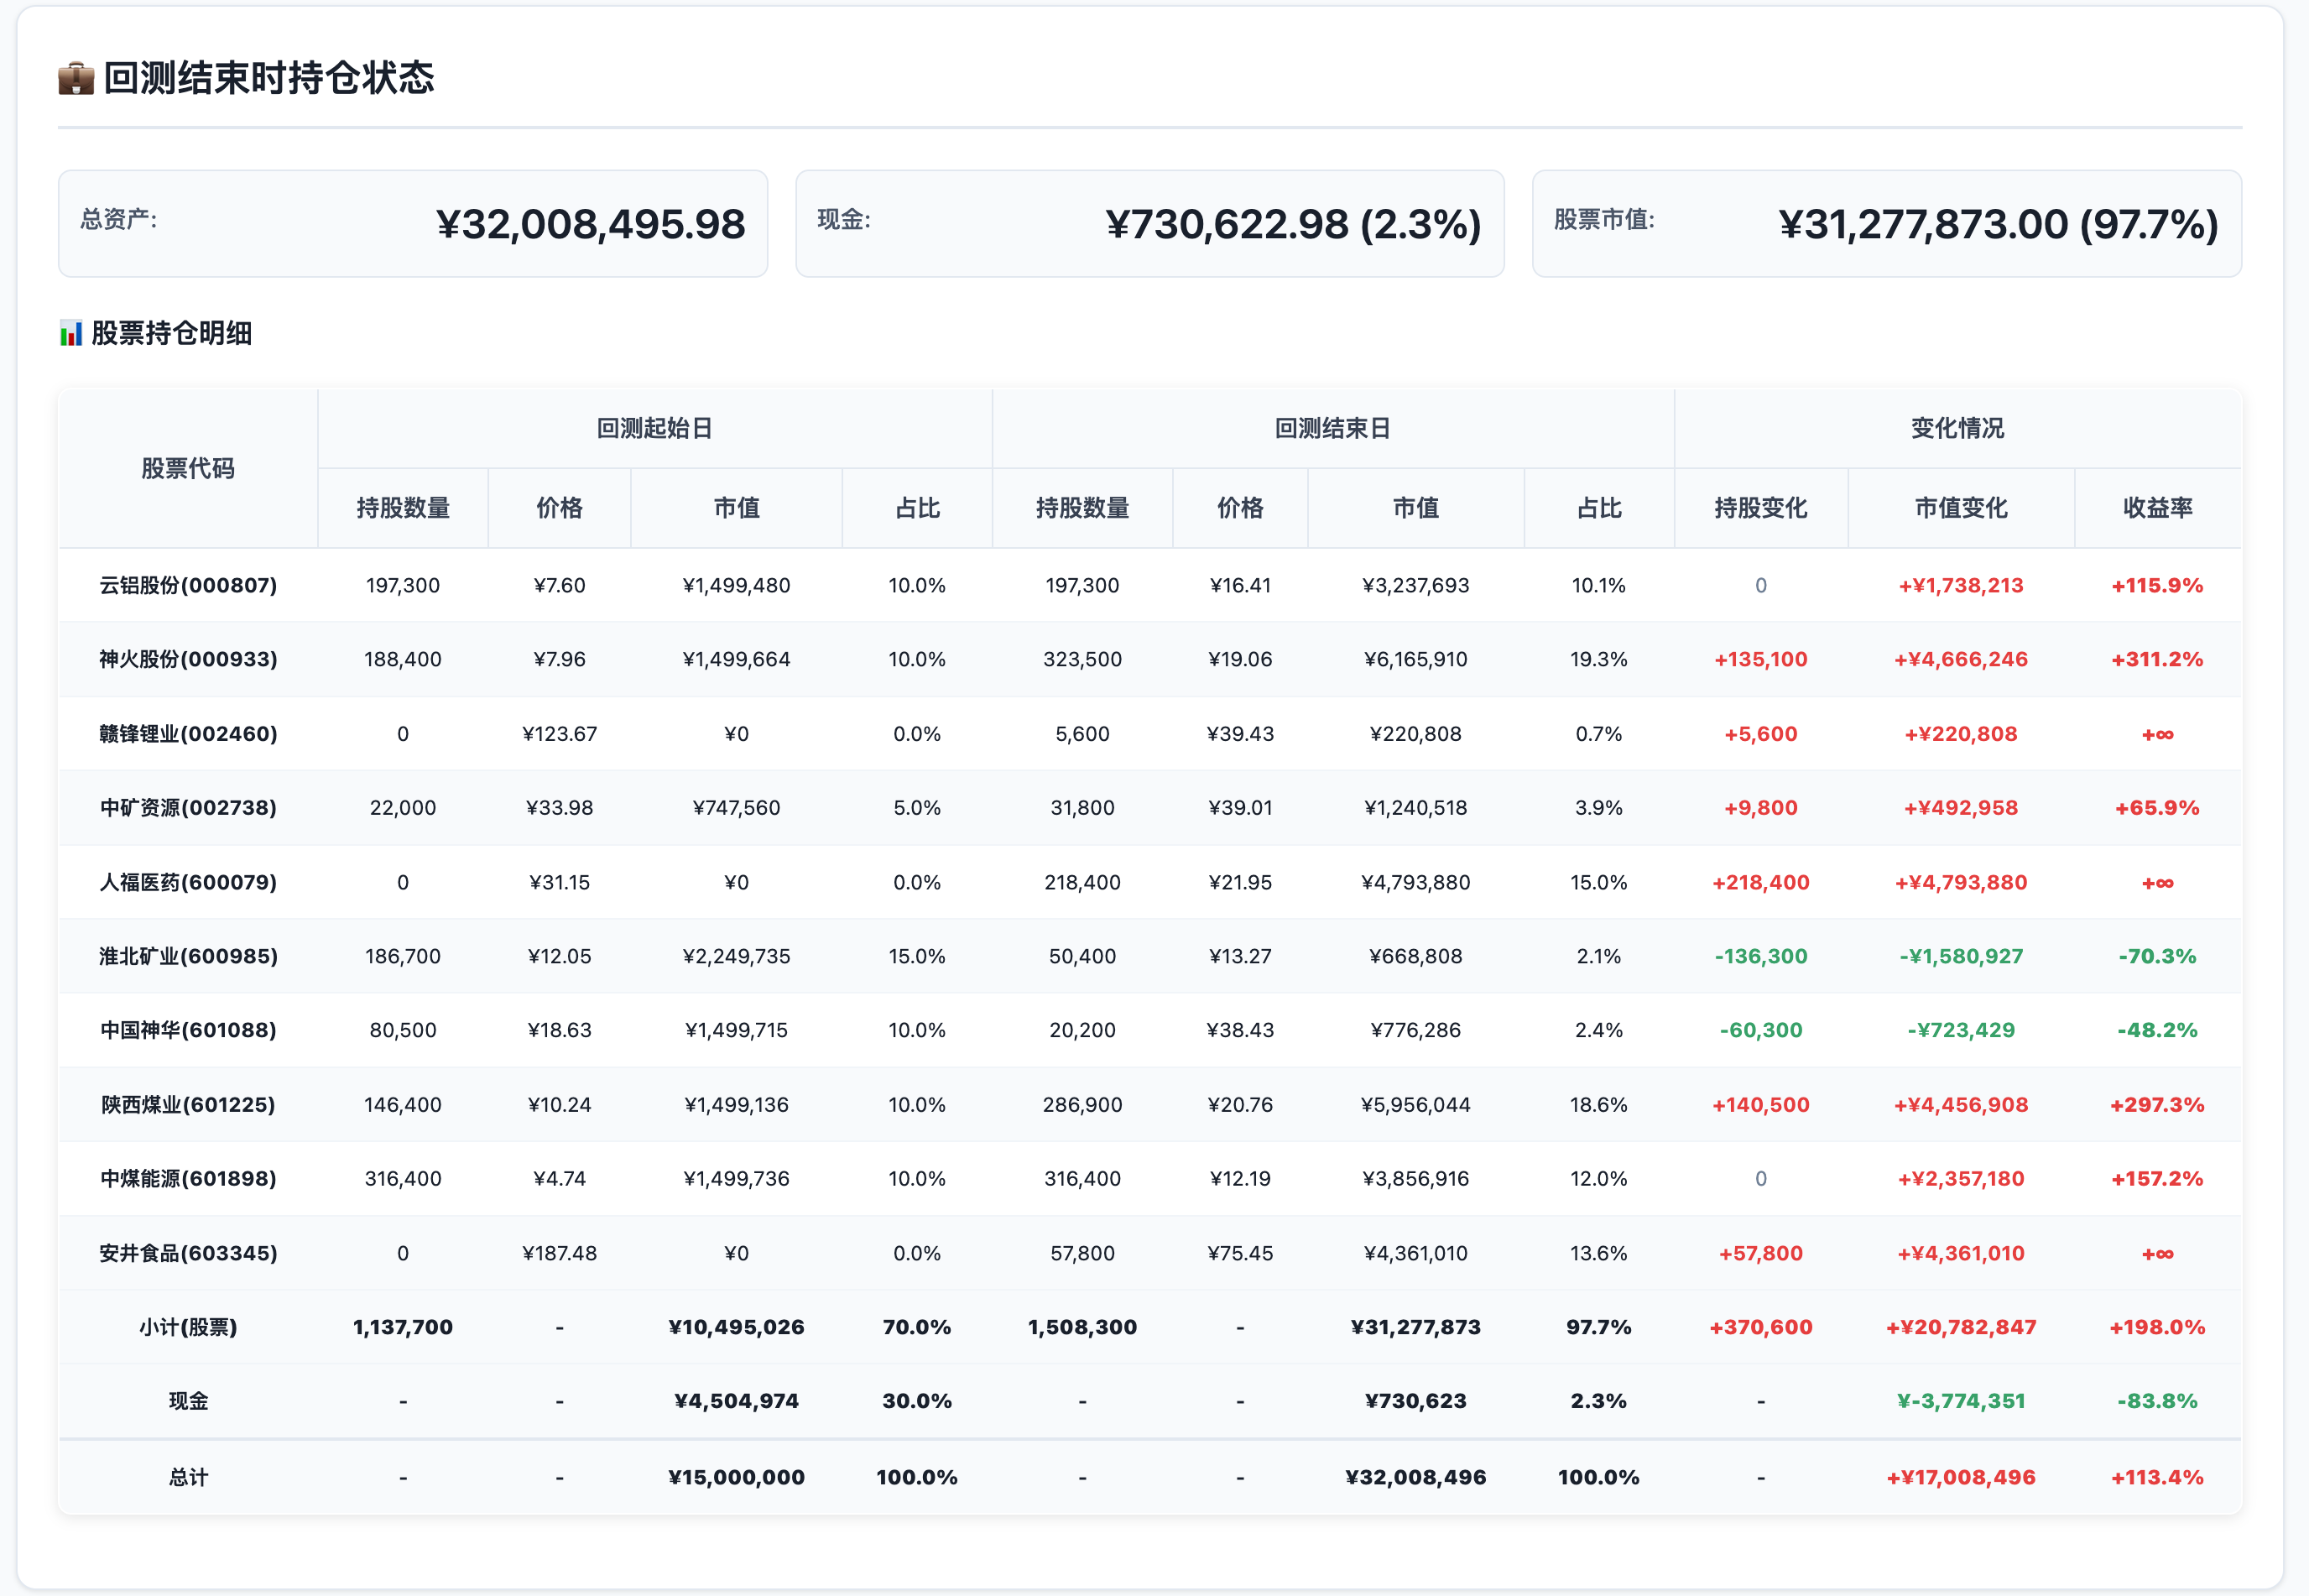 💼 回测结束时持仓状态
总资产: ¥32,008,495.98 现金: ¥730,622.98 (2.3%) 股票市值: ¥31,277,873.00 (97.7%)
📊 股票持仓明细
股票代码 回测起始日 回测结束日 变化情况
持股数量 价格 市值 占比 持股数量 价格 市值 占比 持股变化 市值变化 收益率
云铝股份(000807) 197,300 ¥7.60 ¥1,499,480 10.0% 197,300 ¥16.41 ¥3,237,693 10.1% 0 +¥1,738,213 +115.9%
神火股份(000933) 188,400 ¥7.96 ¥1,499,664 10.0% 323,500 ¥19.06 ¥6,165,910 19.3% +135,100 +¥4,666,246 +311.2%
赣锋锂业(002460) 0 ¥123.67 ¥0 0.0% 5,600 ¥39.43 ¥220,808 0.7% +5,600 +¥220,808 +∞
中矿资源(002738) 22,000 ¥33.98 ¥747,560 5.0% 31,800 ¥39.01 ¥1,240,518 3.9% +9,800 +¥492,958 +65.9%
人福医药(600079) 0 ¥31.15 ¥0 0.0% 218,400 ¥21.95 ¥4,793,880 15.0% +218,400 +¥4,793,880 +∞
淮北矿业(600985) 186,700 ¥12.05 ¥2,249,735 15.0% 50,400 ¥13.27 ¥668,808 2.1% -136,300 -¥1,580,927 -70.3%
中国神华(601088) 80,500 ¥18.63 ¥1,499,715 10.0% 20,200 ¥38.43 ¥776,286 2.4% -60,300 -¥723,429 -48.2%
陕西煤业(601225) 146,400 ¥10.24 ¥1,499,136 10.0% 286,900 ¥20.76 ¥5,956,044 18.6% +140,500 +¥4,456,908 +297.3%
中煤能源(601898) 316,400 ¥4.74 ¥1,499,736 10.0% 316,400 ¥12.19 ¥3,856,916 12.0% 0 +¥2,357,180 +157.2%
安井食品(603345) 0 ¥187.48 ¥0 0.0% 57,800 ¥75.45 ¥4,361,010 13.6% +57,800 +¥4,361,010 +∞
小计(股票) 1,137,700 - ¥10,495,026 70.0% 1,508,300 - ¥31,277,873 97.7% +370,600 +¥20,782,847 +198.0%
现金 - - ¥4,504,974 30.0% - - ¥730,623 2.3% - ¥-3,774,351 -83.8%
总计 - - ¥15,000,000 100.0% - - ¥32,008,496 100.0% - +¥17,008,496 +113.4%